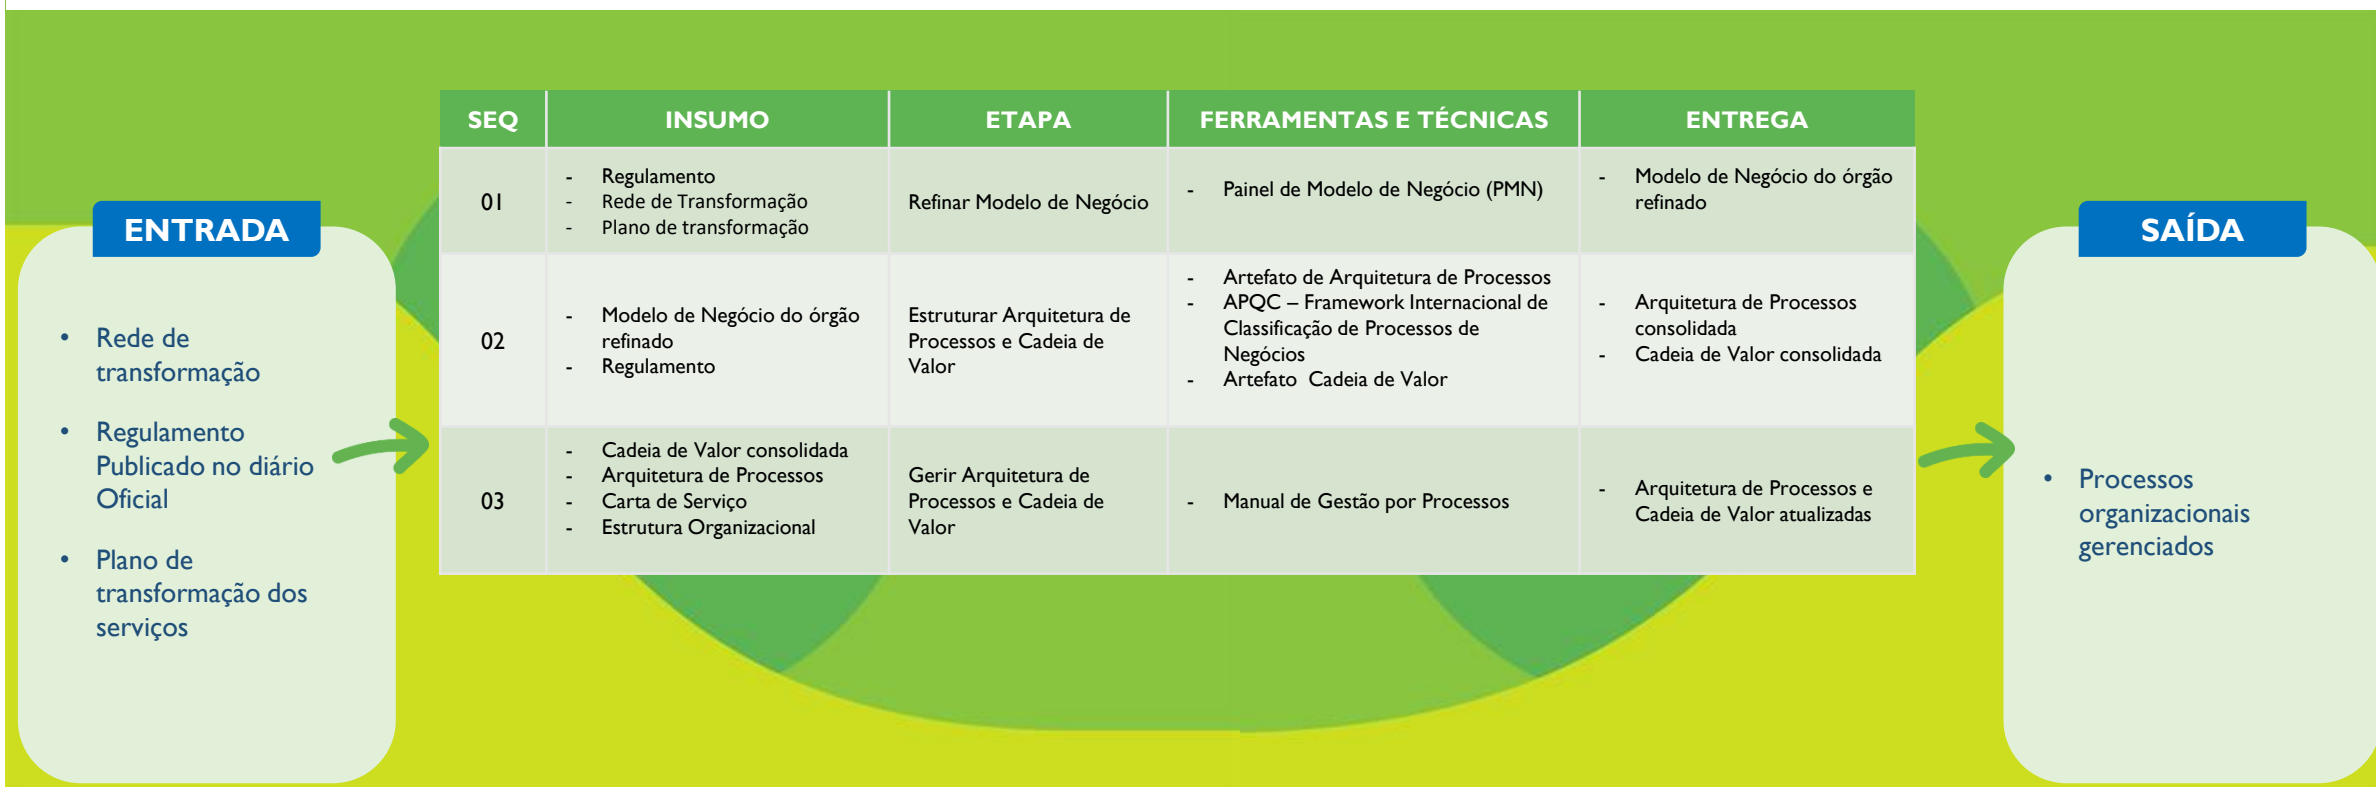 ENTRADA
• Rede de
transformação
• Regulamento
Publicado no diário
Oficial
• Plano de
transformação dos
serviços
SEQ INSUMO ETAPA FERRAMENTAS E TÉCNICAS ENTREGA
01
- Regulamento
- Rede de Transformação
- Plano de transformação
Refinar Modelo de Negócio
- Painel de Modelo de Negócio (PMN)
- Modelo de Negócio do órgão
refinado
02
- Modelo de Negócio do órgão
refinado
- Regulamento
Estruturar Arquitetura de
Processos e Cadeia de
Valor
- Artefato de Arquitetura de Processos
- APQC – Framework Internacional de
Classificação de Processos de
Negócios
- Artefato Cadeia de Valor
- Arquitetura de Processos
consolidada
- Cadeia de Valor consolidada
03
- Cadeia de Valor consolidada
- Arquitetura de Processos
- Carta de Serviço
- Estrutura Organizacional
Gerir Arquitetura de
Processos e Cadeia de
Valor
- Manual de Gestão por Processos
- Arquitetura de Processos e
Cadeia de Valor atualizadas
SAÍDA
• Processos
organizacionais
gerenciados